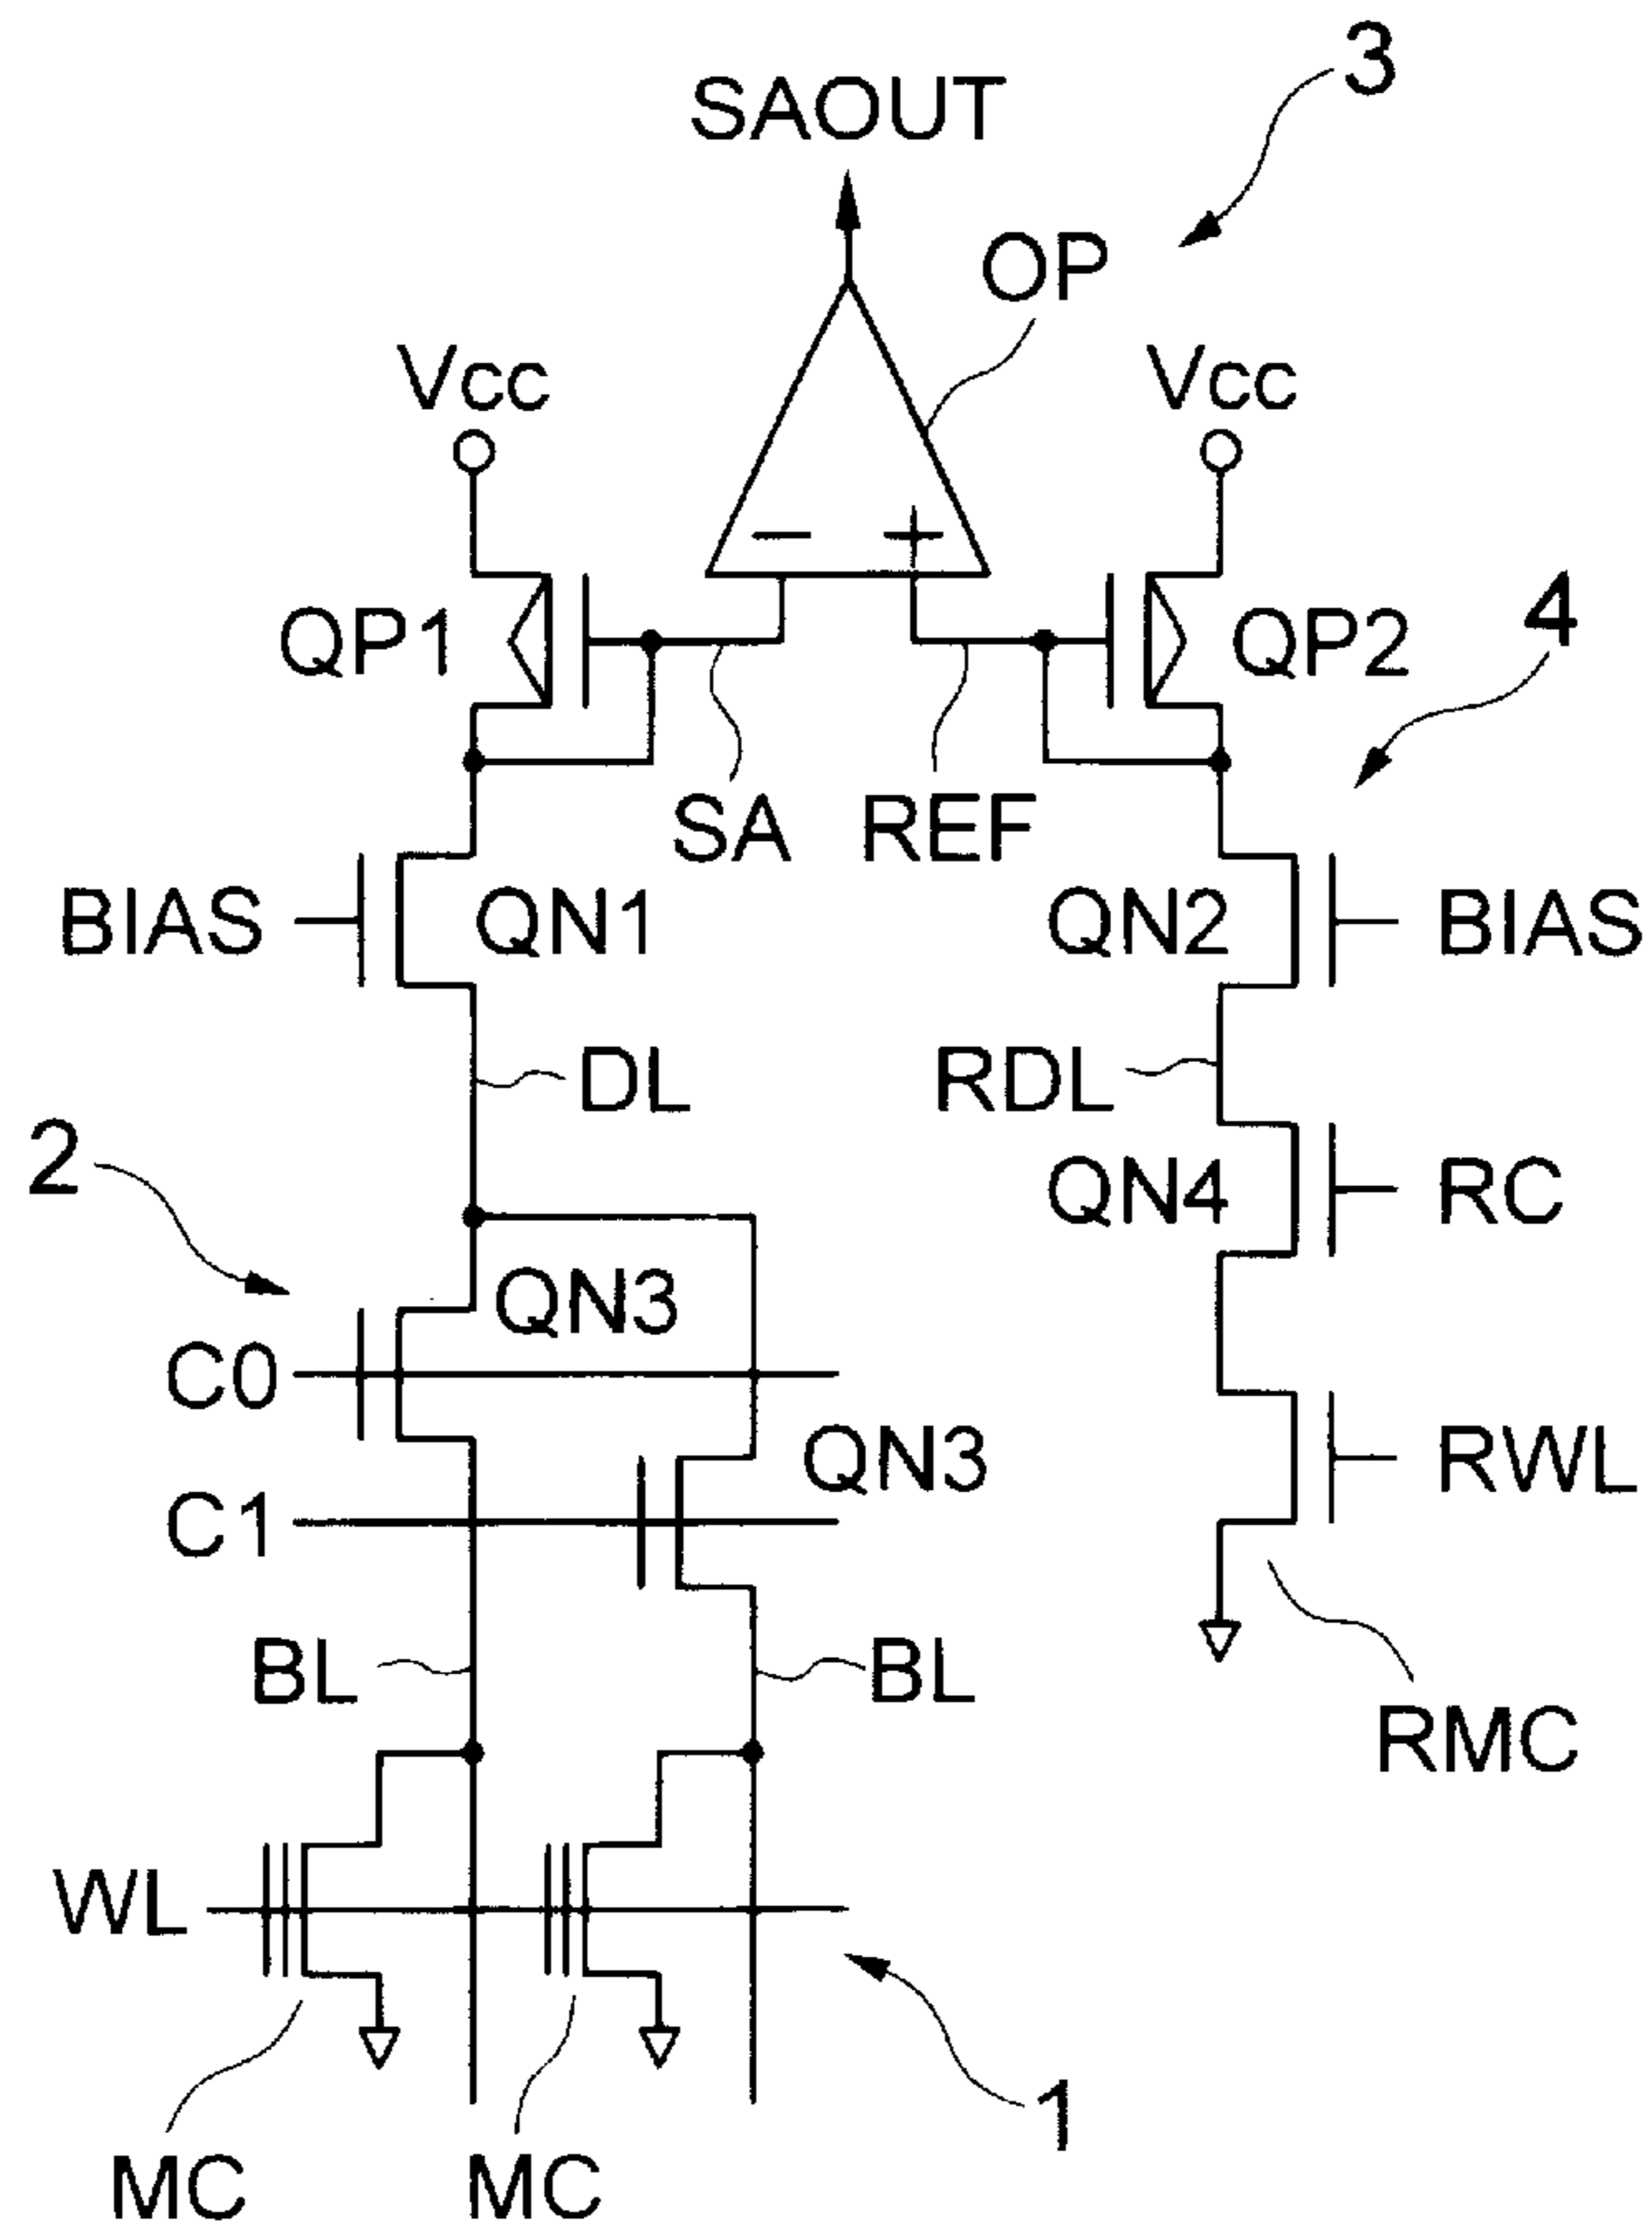 3
SAOUT
OP
Vcc
Vcc
− +
QP1
QP2
4
SA
REF
BIAS
QN1
QN2
BIAS
DL
RDL
2
QN4
RC
QN3
C0
QN3
RWL
C1
BL
BL
RMC
WL
1
MC
MC